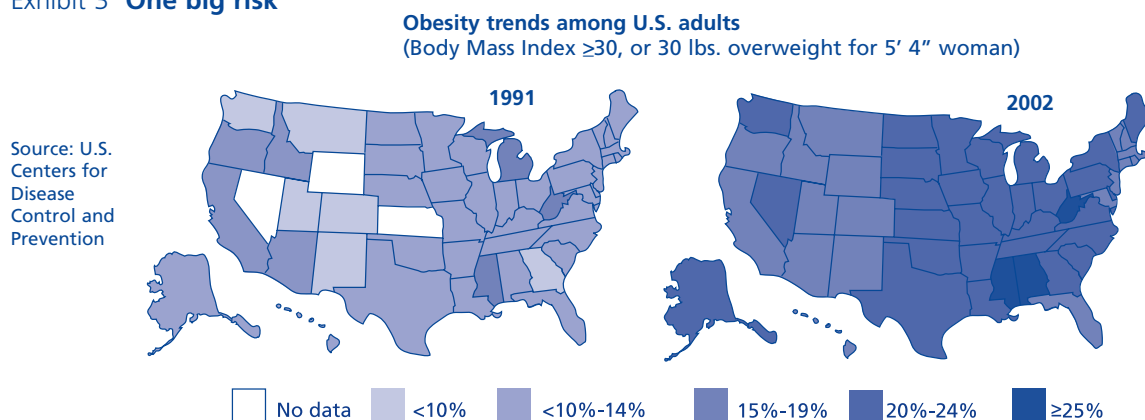 Exhibit 3 One big risk
Obesity trends among U.S. adults
(Body Mass Index ≥30, or 30 lbs. overweight for 5’ 4” woman)
1991
2002
Source: U.S.
Centers for
Disease
Control and
Prevention
No data
<10%
<10%-14%
15%-19%
20%-24%
≥25%